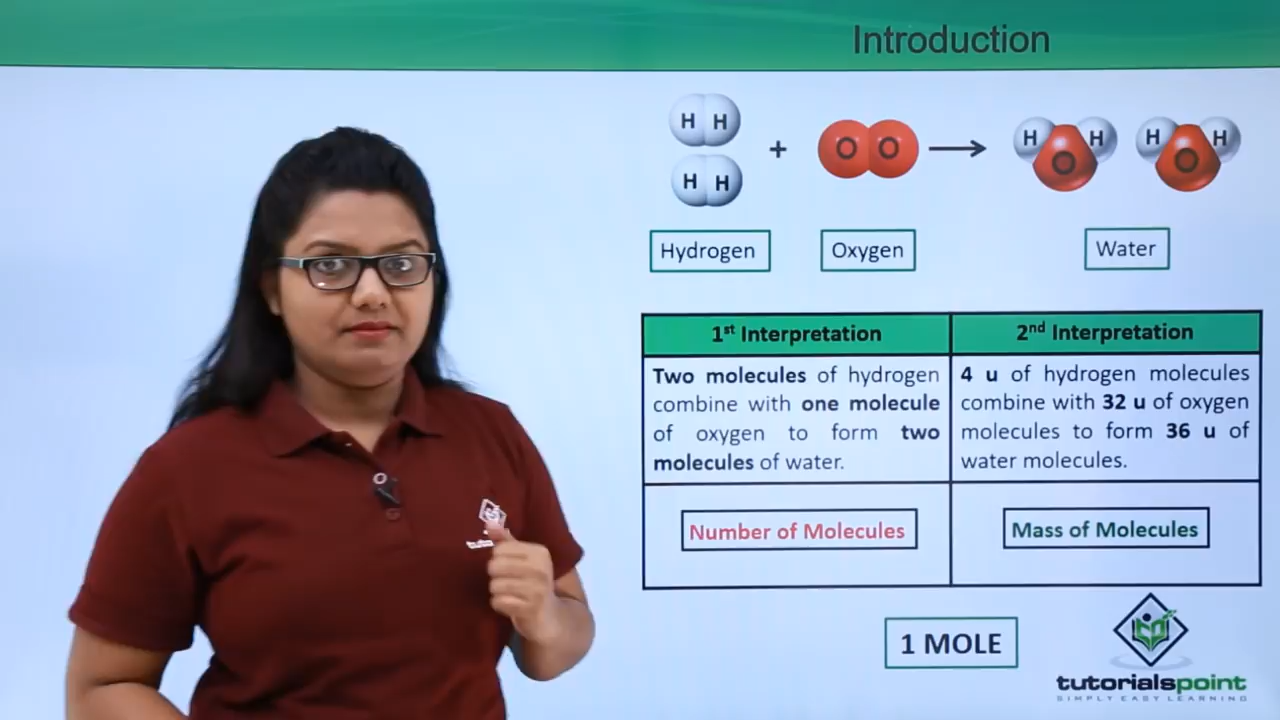 Introduction
H H
H H
+
O O
H O H
H O H
Hydrogen
Oxygen
Water
1st Interpretation
2nd Interpretation
Two molecules of hydrogen
combine with one molecule
of oxygen to form two
molecules of water.
4 u of hydrogen molecules
combine with 32 u of oxygen
molecules to form 36 u of
water molecules.
Number of Molecules
Mass of Molecules
1 MOLE
tutorialspoint
SIMPLY EASY LEARNING